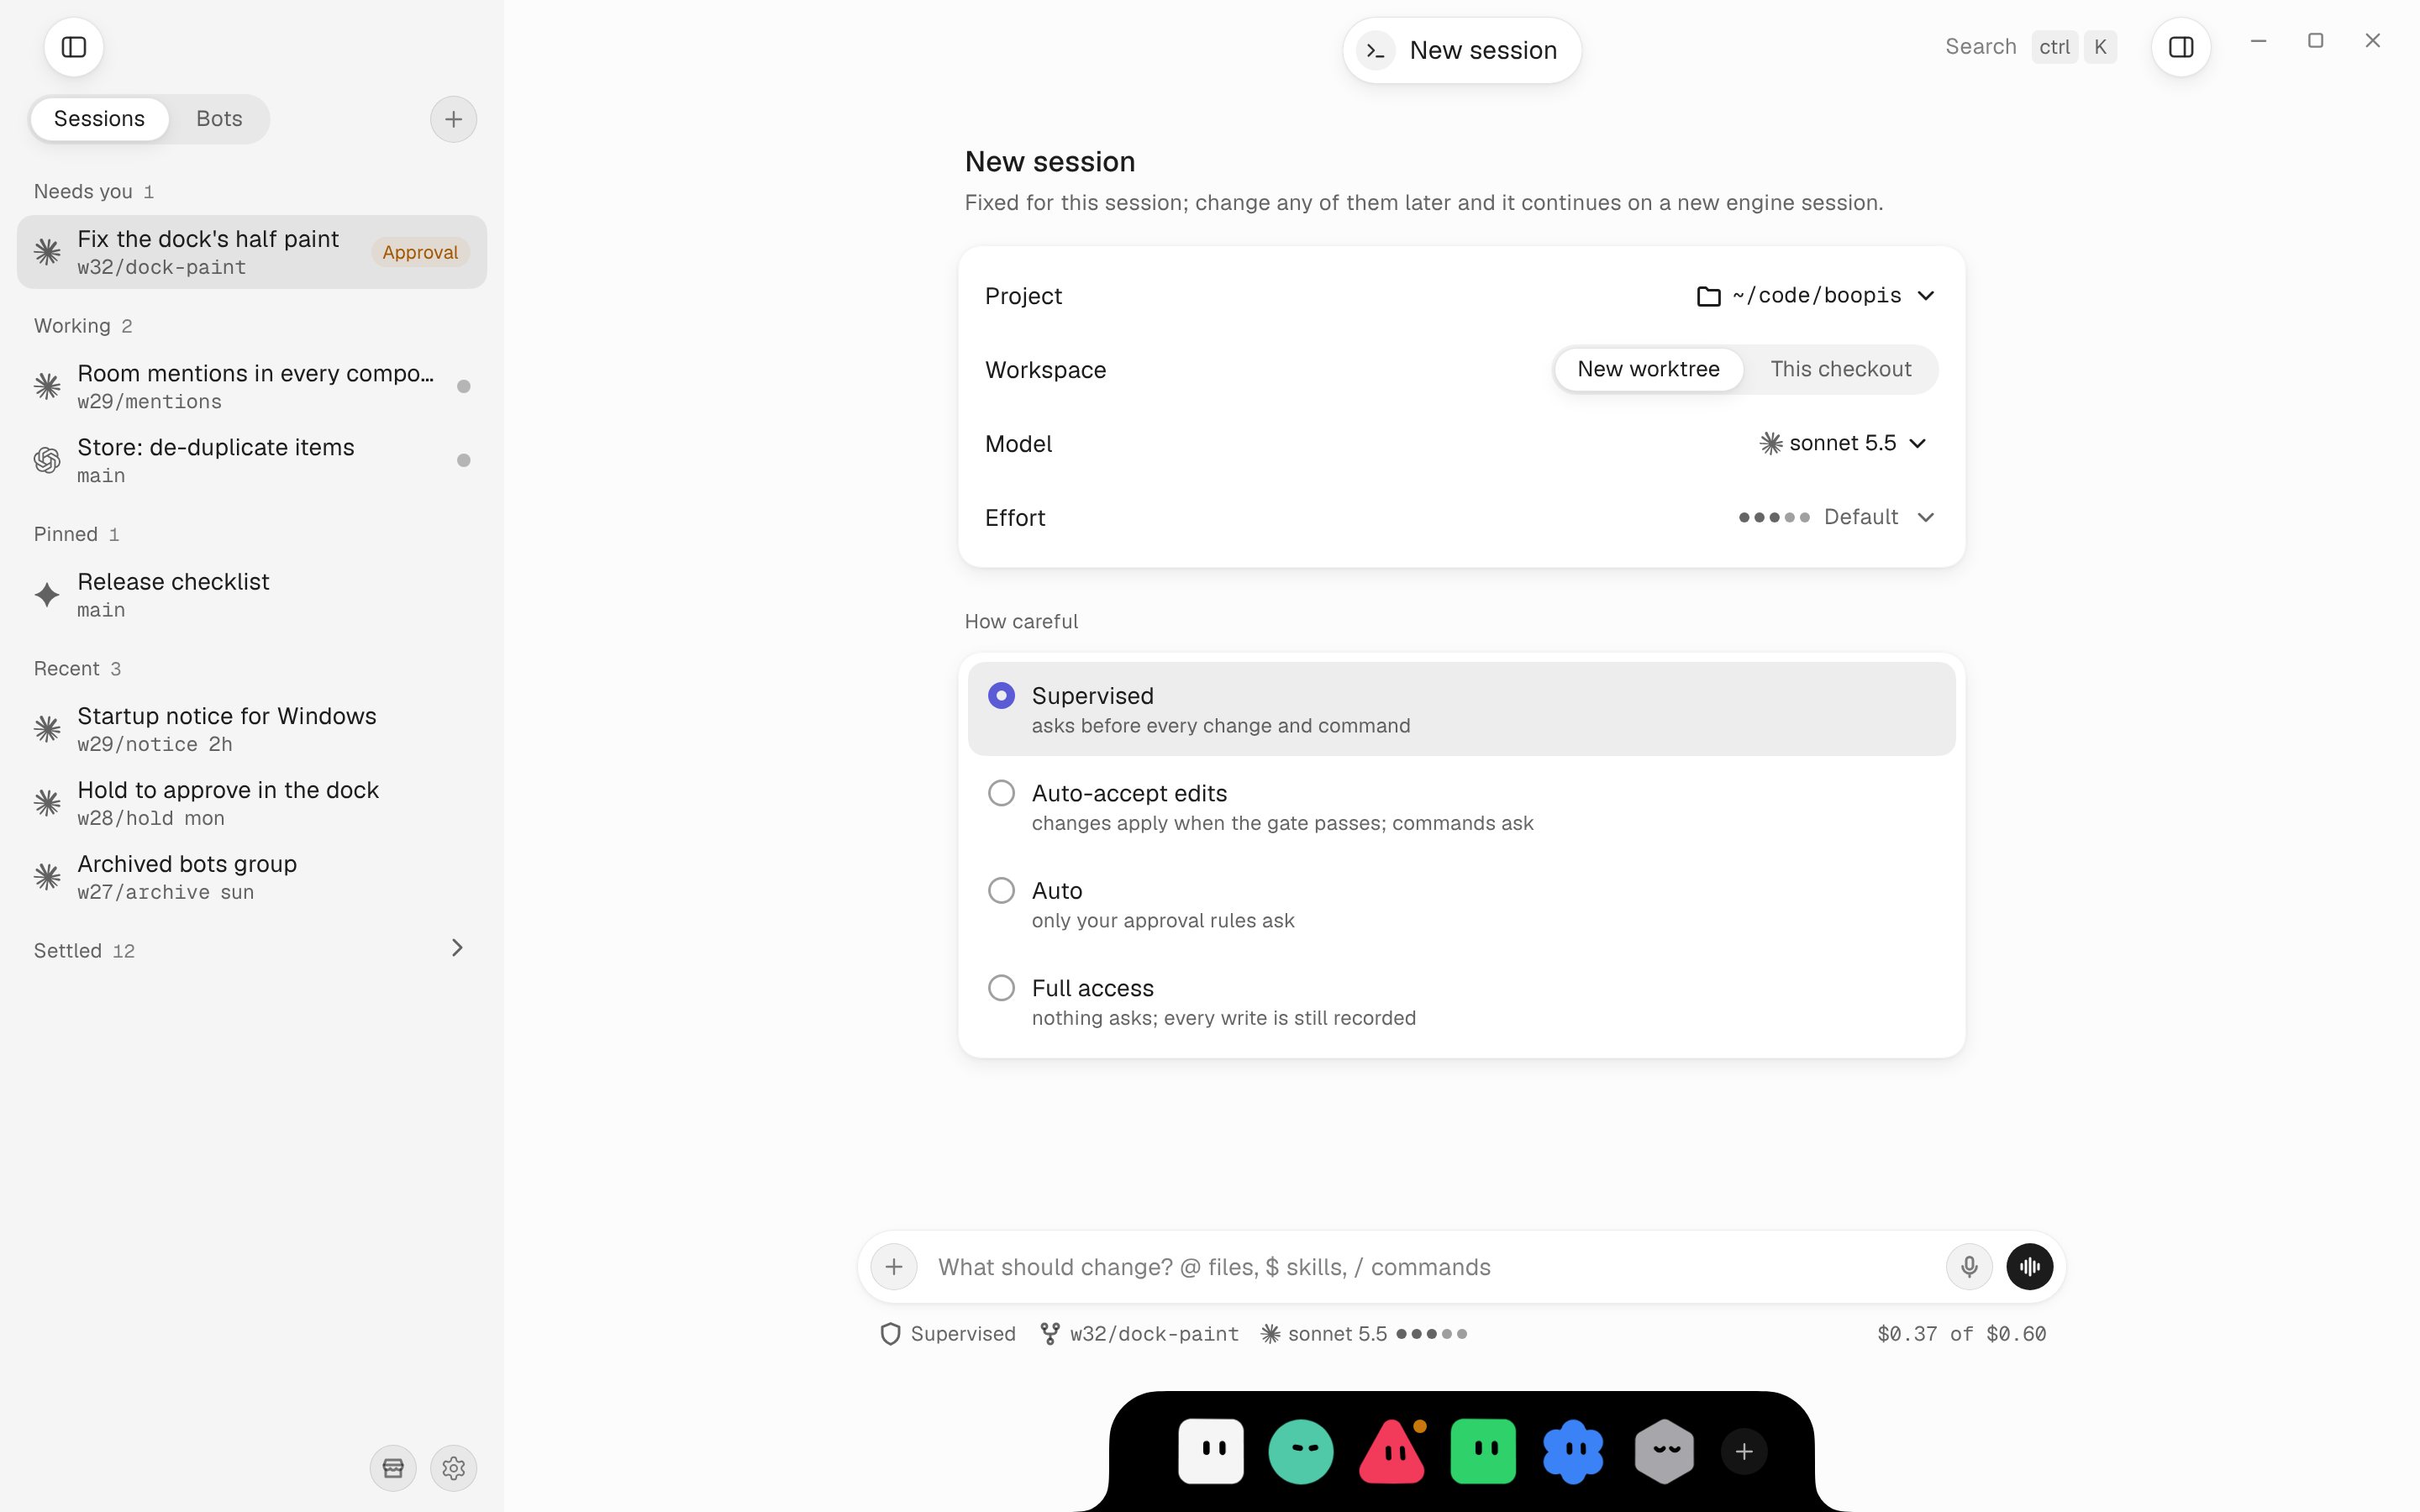 New session
Search ctrl K
Sessions Bots
Needs you 1
Fix the dock's half paint
w32/dock-paint
Approval
Working 2
Room mentions in every compo...
w29/mentions
Store: de-duplicate items
main
Pinned 1
Release checklist
main
Recent 3
Startup notice for Windows
w29/notice 2h
Hold to approve in the dock
w28/hold mon
Archived bots group
w27/archive sun
Settled 12
New session
Fixed for this session; change any of them later and it continues on a new engine session.
Project ~/code/boopis
Workspace New worktree This checkout
Model sonnet 5.5
Effort Default
How careful
Supervised
asks before every change and command
Auto-accept edits
changes apply when the gate passes; commands ask
Auto
only your approval rules ask
Full access
nothing asks; every write is still recorded
What should change? @ files, $ skills, / commands
Supervised w32/dock-paint sonnet 5.5 $0.37 of $0.60